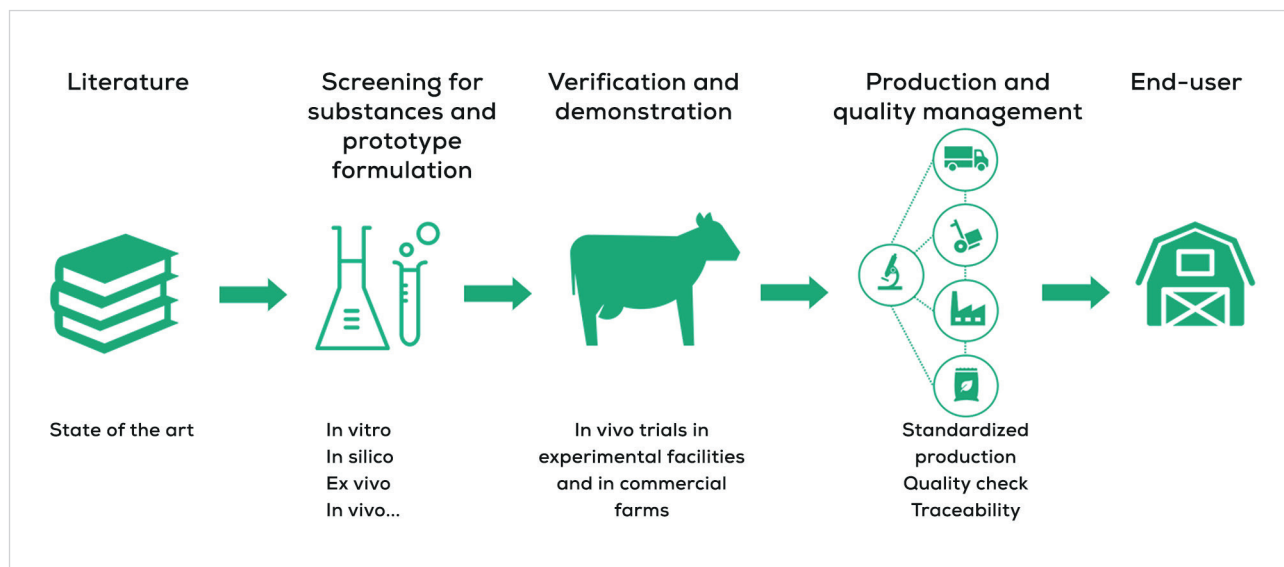 Literature
Screening for
substances and
prototype
formulation
Verification and
demonstration
Production and
quality management
End-user
State of the art
In vitro
In silico
Ex vivo
In vivo...
In vivo trials in
experimental facilities
and in commercial
farms
Standardized
production
Quality check
Traceability